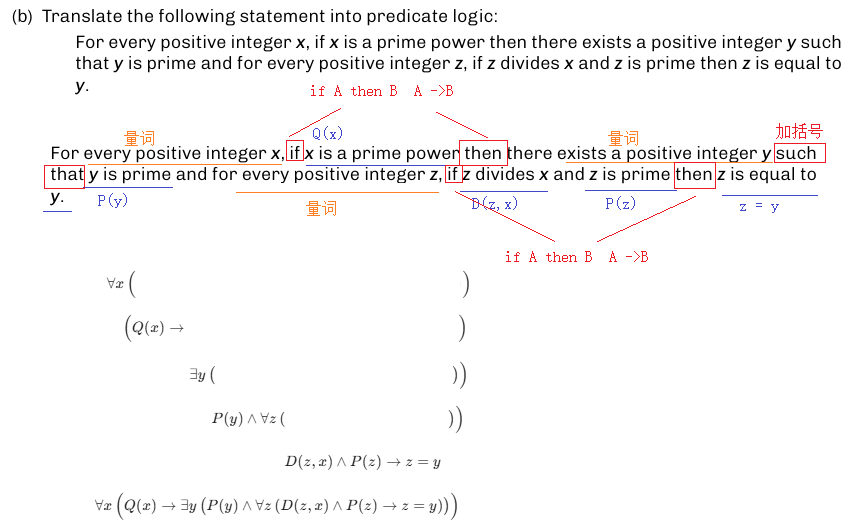 (b) Translate the following statement into predicate logic:
For every positive integer x, if x is a prime power then there exists a positive integer y such
that y is prime and for every positive integer z, if z divides x and z is prime then z is equal to
y.
if A then B A ->B
量词 Q(x) 量词 加括号
For every positive integer x, if x is a prime power then there exists a positive integer y such
that y is prime and for every positive integer z, if z divides x and z is prime then z is equal to
y. P(y) 量词 D(z,x) P(z) z = y
if A then B A ->B
∀x ( )
(Q(x) → )
∃y ( ))
P(y) ∧ ∀z ( ))
D(z, x) ∧ P(z) → z = y
∀x (Q(x) → ∃y (P(y) ∧ ∀z (D(z, x) ∧ P(z) → z = y)))